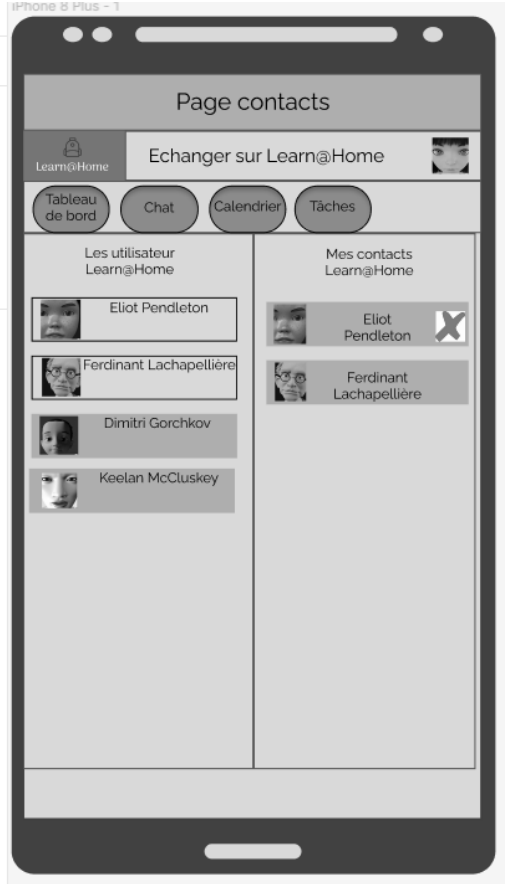 iPhone 8 Plus - 1
Page contacts
Learn@Home
Echanger sur Learn@Home
Tableau
de bord
Chat
Calendrier
Tâches
Les utilisateur
Learn@Home
Eliot Pendleton
Ferdinant Lachapellière
Dimitri Gorchkov
Keelan McCluskey
Mes contacts
Learn@Home
Eliot
Pendleton
Ferdinant
Lachapellière